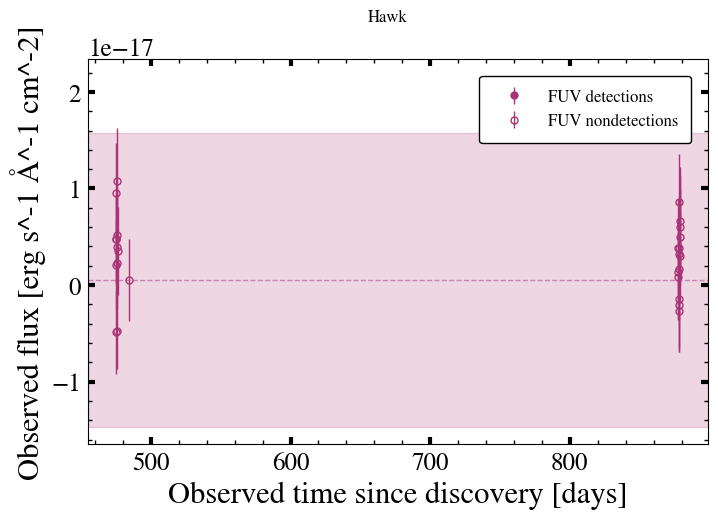 Hawk
1e−17
2
1
0
−1
Observed flux [erg s^-1 Å^-1 cm^-2]
FUV detections
FUV nondetections
500
600
700
800
Observed time since discovery [days]